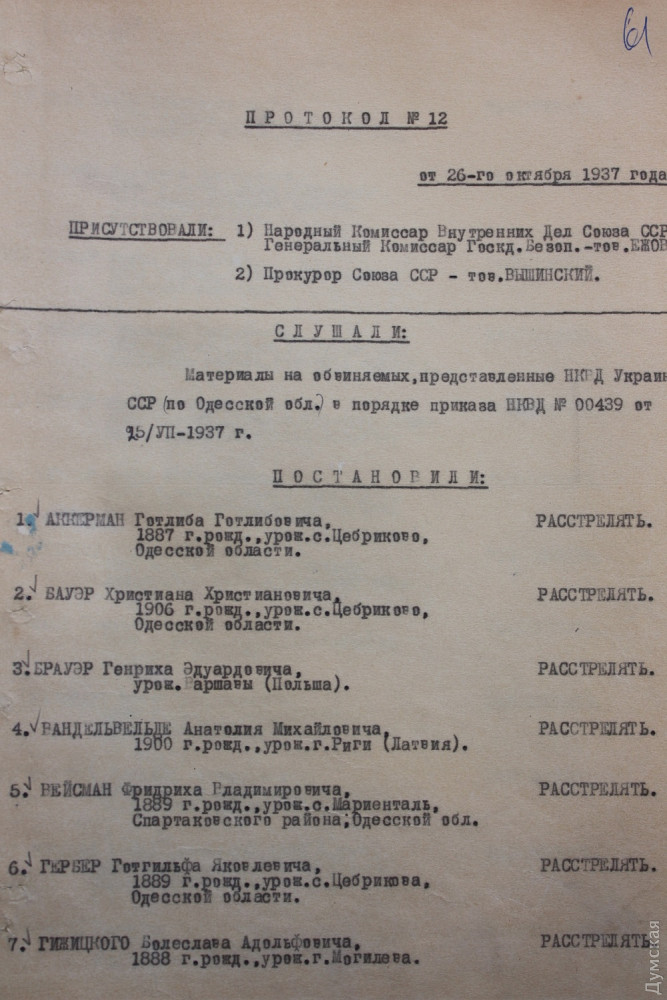 61
ПРОТОКОЛ № 12
от 26-го октября 1937 года
ПРИСУТСТВОВАЛИ: 1) Народный Комиссар Внутренних Дел Союза ССР
Генеральный Комиссар Госкд.Безоп.-тов.ЕЖОВ
2) Прокурор Союза ССР - тов.ВЫШИНСКИЙ.
СЛУШАЛИ:
Материалы на обвиняемых,представленные НКВД Украин
ССР (по Одесской обл.) в порядке приказа НКВД № 00439 от
25/УП-1937 г.
ПОСТАНОВИЛИ:
1. АККЕРМАН Готлиба Готлибовича, РАССТРЕЛЯТЬ.
1887 г.рожд.,урож.с.Цебриково,
Одесской области.
2. БАУЭР Христиана Христиановича, РАССТРЕЛЯТЬ.
1906 г.рожд.,урож.с.Цебриково,
Одесской области.
3. БРАУЭР Генриха Эдуардовича, РАССТРЕЛЯТЬ.
урож.Варшавы (Польша).
4. ВАНДЕЛЬВЕЛЬДЕ Анатолия Михайловича, РАССТРЕЛЯТЬ.
1900 г.рожд.,урож.г.Риги (Латвия).
5. ВЕЙСМАН Фридриха Владимировича, РАССТРЕЛЯТЬ.
1889 г.рожд.,урож.с.Мариенталь,
Спартаковского района,Одесской обл.
6. ГЕРБЕР Готгильфа Яковлевича, РАССТРЕЛЯТЬ.
1889 г.рожд.,урож.с.Цебрикова,
Одесской области.
7. ГИЖИЦКОГО Болеслава Адольфовича, РАССТРЕЛЯТЬ
1888 г.рожд.,урож.г.Могилева.
Думская